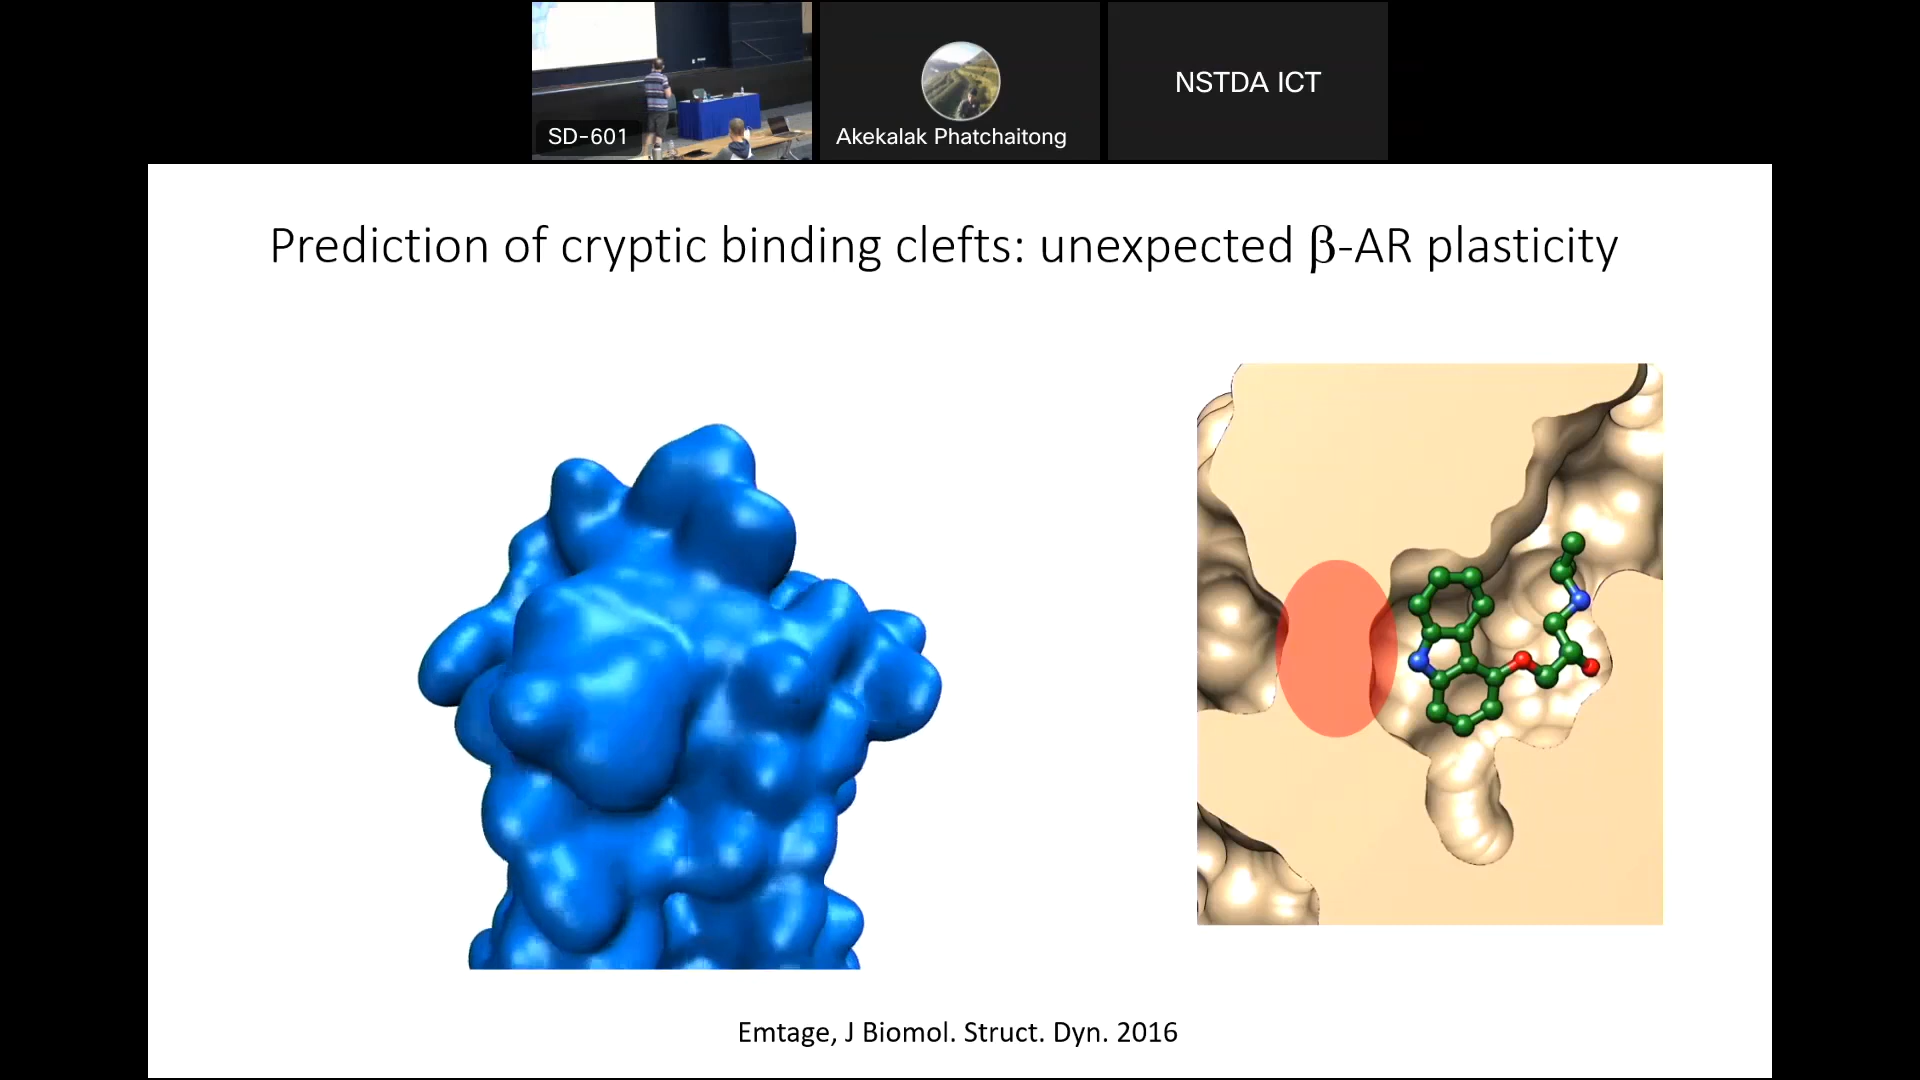 SD-601
Akekalak Phatchaitong
NSTDA ICT
Prediction of cryptic binding clefts: unexpected β-AR plasticity
Emtage, J Biomol. Struct. Dyn. 2016